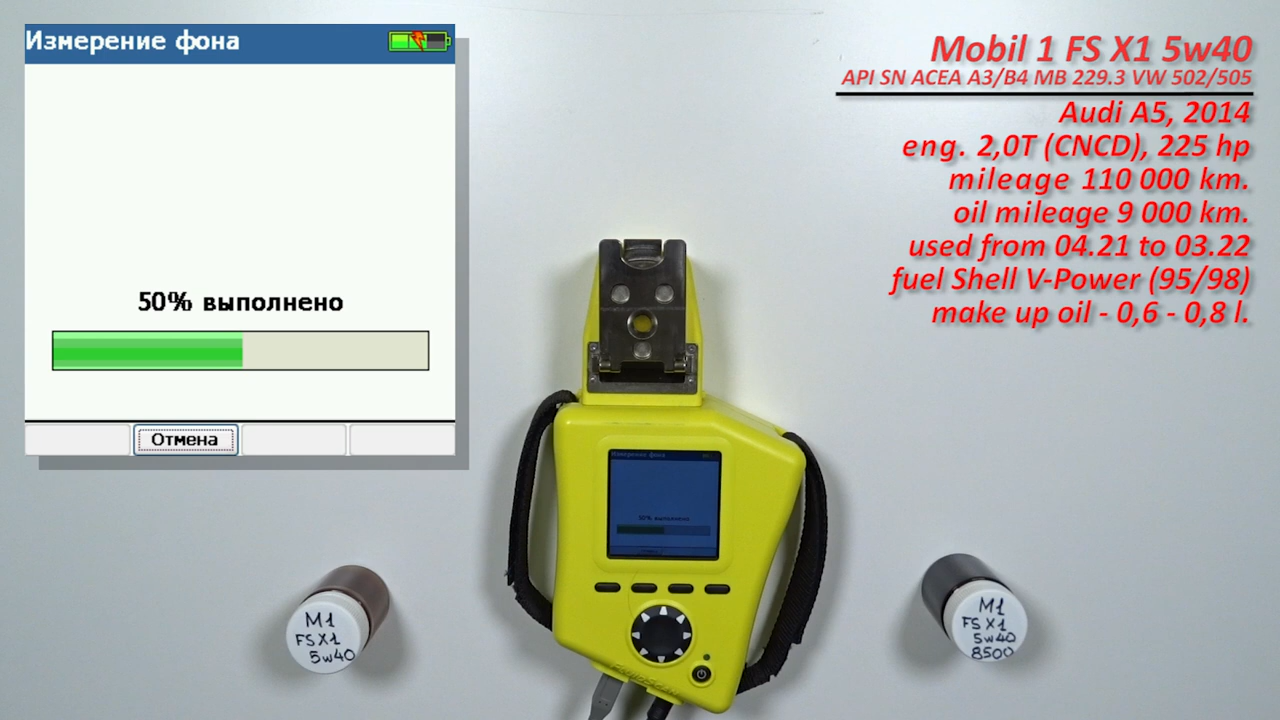 Измерение фона
50% выполнено
Отмена
Mobil 1 FS X1 5w40
API SN ACEA A3/B4 MB 229.3 VW 502/505
Audi A5, 2014
eng. 2,0T (CNCD), 225 hp
mileage 110 000 km.
oil mileage 9 000 km.
used from 04.21 to 03.22
fuel Shell V-Power (95/98)
make up oil - 0,6 - 0,8 l.
Измерение фона
50% выполнено
M1
FS X1
5w40
M1
FS X1
5w40
8500